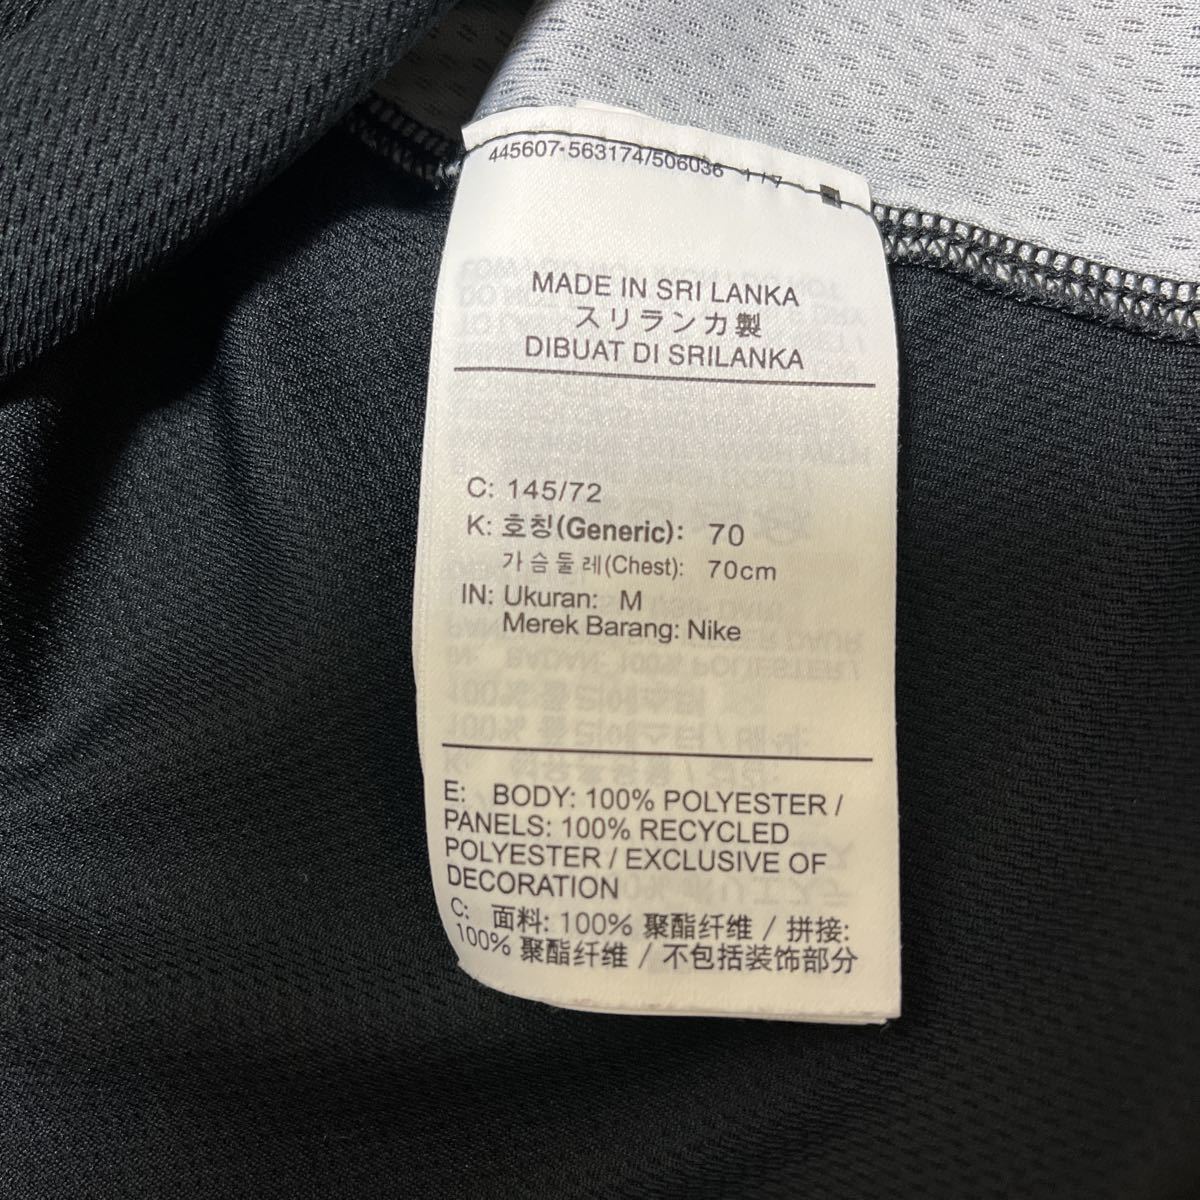 445607-563174/506036 1/7
MADE IN SRI LANKA
スリランカ製
DIBUAT DI SRILANKA
C: 145/72
K: 호칭(Generic): 70
가슴둘레(Chest): 70cm
IN: Ukuran: M
Merek Barang: Nike
E: BODY: 100% POLYESTER /
PANELS: 100% RECYCLED
POLYESTER / EXCLUSIVE OF
DECORATION
C: 面料: 100% 聚酯纤维 / 拼接:
100% 聚酯纤维 / 不包括装饰部分